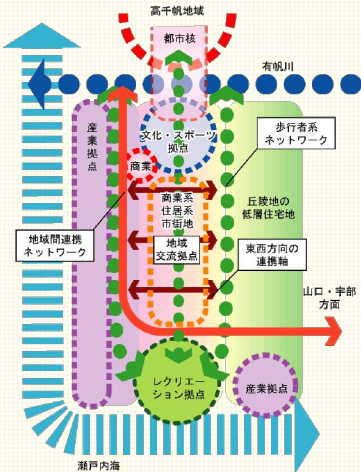 高千帆地域
都市核
有帆川
産業拠点
文化・スポーツ
拠点
歩行者系
ネットワーク
商業
商業系
住居系
市街地
丘陵地の
低層住宅地
地域間連携
ネットワーク
地域
交流拠点
東西方向の
連携軸
山口・宇部
方面
レクリエー
ション拠点
産業拠点
瀬戸内海